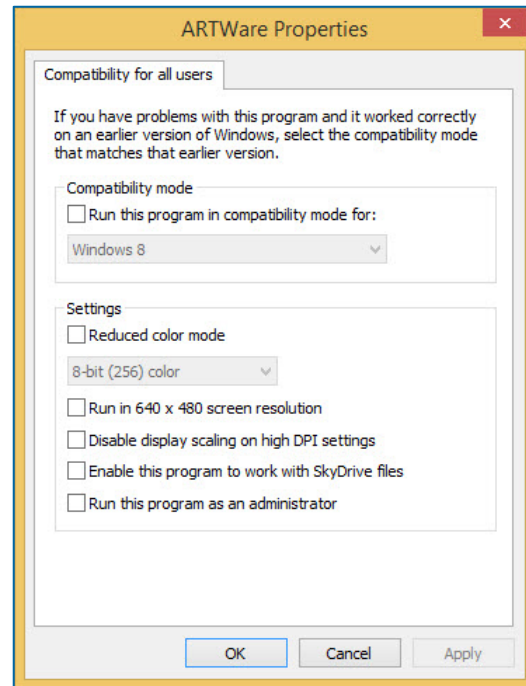 ARTWare Properties
Compatibility for all users
If you have problems with this program and it worked correctly
on an earlier version of Windows, select the compatibility mode
that matches that earlier version.
Compatibility mode
Run this program in compatibility mode for:
Windows 8
Settings
Reduced color mode
8-bit (256) color
Run in 640 x 480 screen resolution
Disable display scaling on high DPI settings
Enable this program to work with SkyDrive files
Run this program as an administrator
OK Cancel Apply